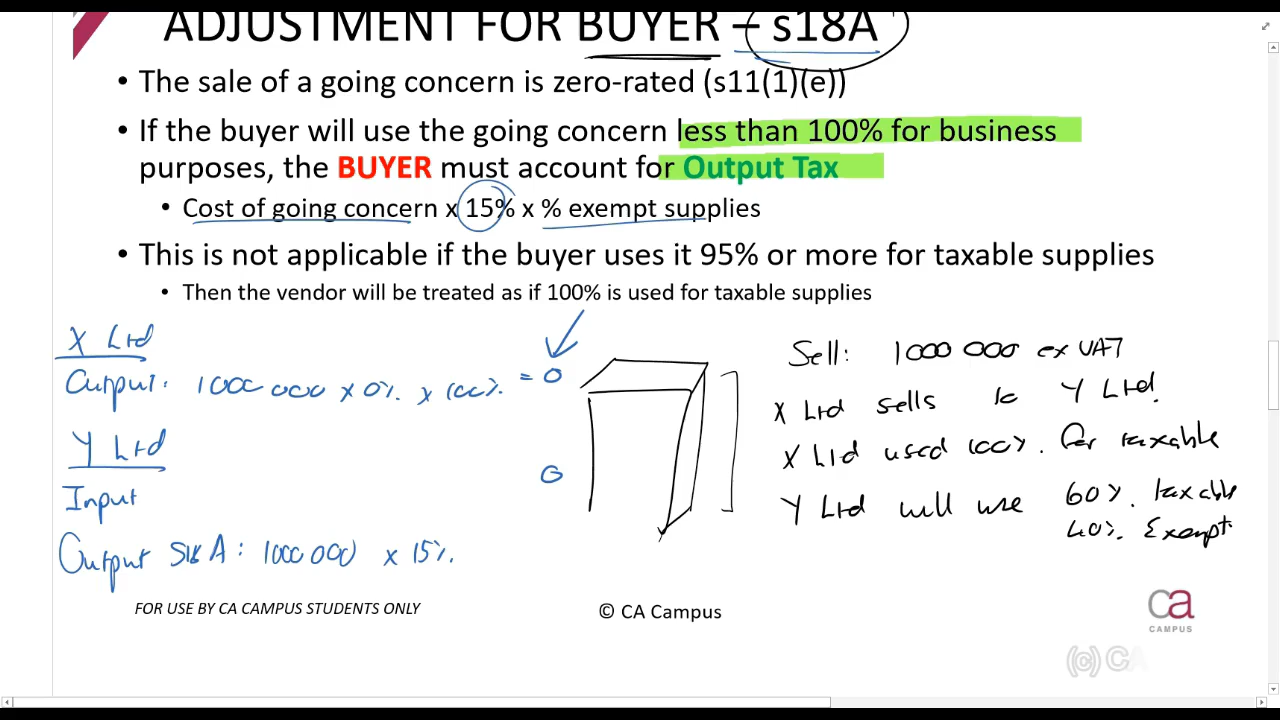 ADJUSTMENT FOR BUYER – s18A
• The sale of a going concern is zero-rated (s11(1)(e))
• If the buyer will use the going concern less than 100% for business
purposes, the BUYER must account for Output Tax
• Cost of going concern x 15% x % exempt supplies
• This is not applicable if the buyer uses it 95% or more for taxable supplies
• Then the vendor will be treated as if 100% is used for taxable supplies
X Ltd
Output: 1000 000 x 0% x 100% = 0
Y Ltd
Input
0
Output S18A: 1000 000 x 15%
Sell: 1000 000 ex VAT
X Ltd sells to Y Ltd.
X Ltd used 100% for taxable
Y Ltd will use 60% taxable
40% Exempt
FOR USE BY CA CAMPUS STUDENTS ONLY
© CA Campus
ca
CAMPUS
(c) CA